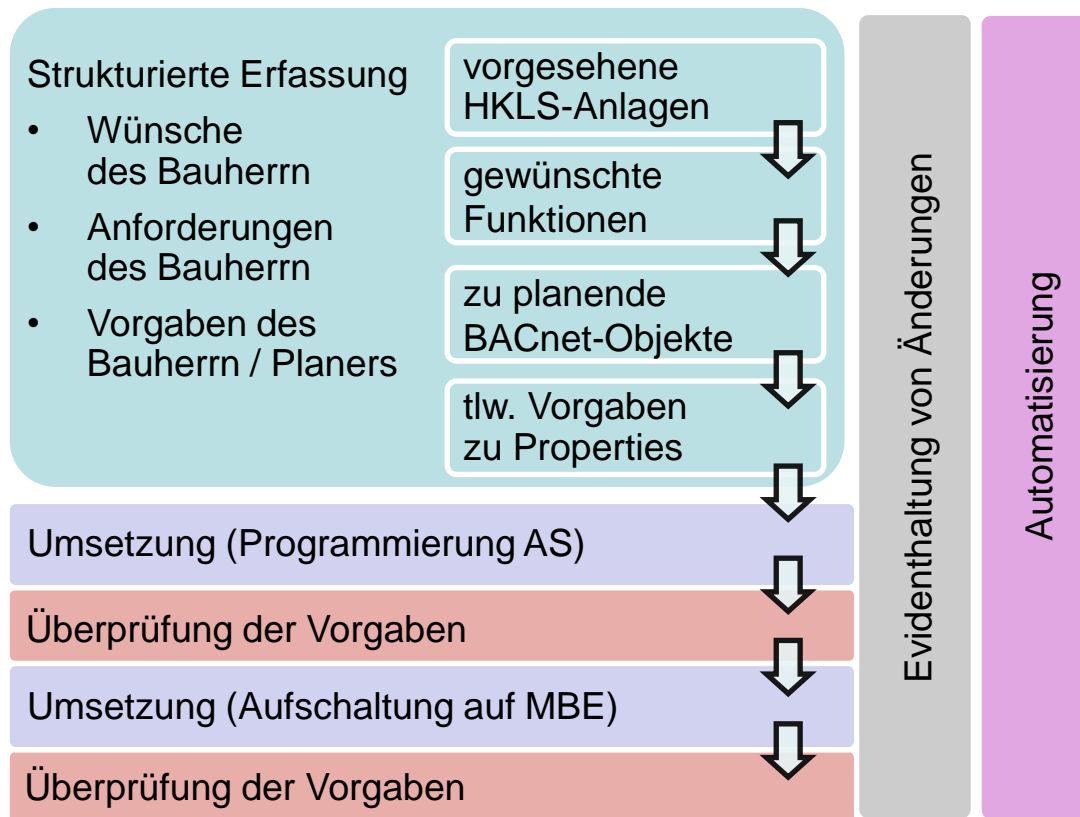 Strukturierte Erfassung
• Wünsche
des Bauherrn
• Anforderungen
des Bauherrn
• Vorgaben des
Bauherrn / Planers
vorgesehene
HKLS-Anlagen
gewünschte
Funktionen
zu planende
BACnet-Objekte
tlw. Vorgaben
zu Properties
Umsetzung (Programmierung AS)
Überprüfung der Vorgaben
Umsetzung (Aufschaltung auf MBE)
Überprüfung der Vorgaben
Evidenthaltung von Änderungen
Automatisierung